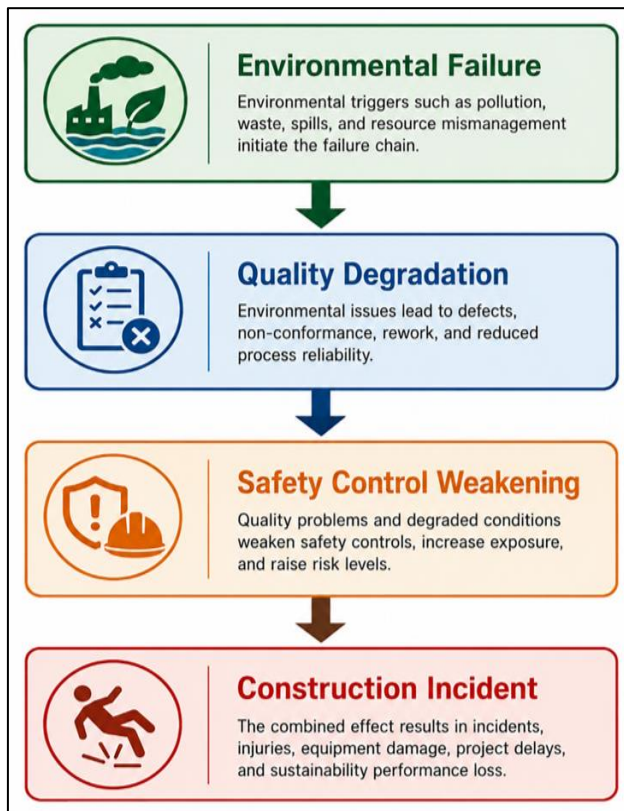 Environmental Failure
Environmental triggers such as pollution,
waste, spills, and resource mismanagement
initiate the failure chain.
Quality Degradation
Environmental issues lead to defects,
non-conformance, rework, and reduced
process reliability.
Safety Control Weakening
Quality problems and degraded conditions
weaken safety controls, increase exposure,
and raise risk levels.
Construction Incident
The combined effect results in incidents,
injuries, equipment damage, project delays,
and sustainability performance loss.